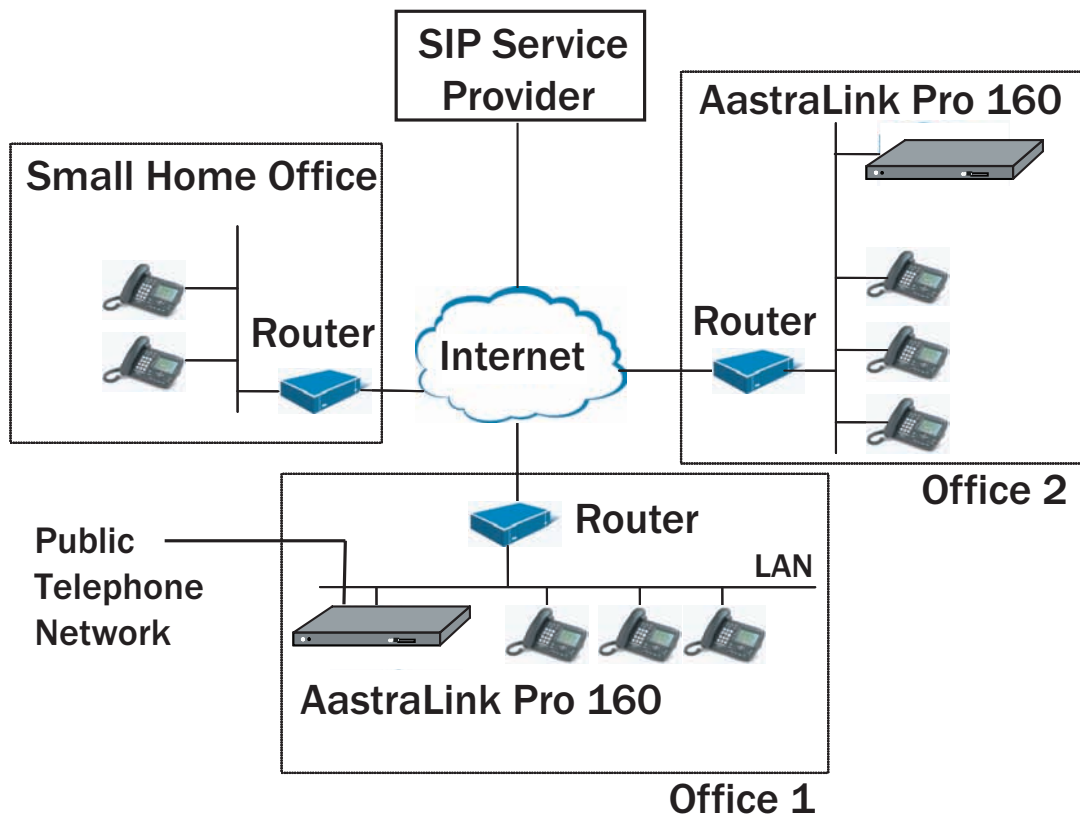 SIP Service
Provider
AastraLink Pro 160
Small Home Office
Router
Internet
Router
Office 2
Router
Public
Telephone
Network
LAN
AastraLink Pro 160
Office 1